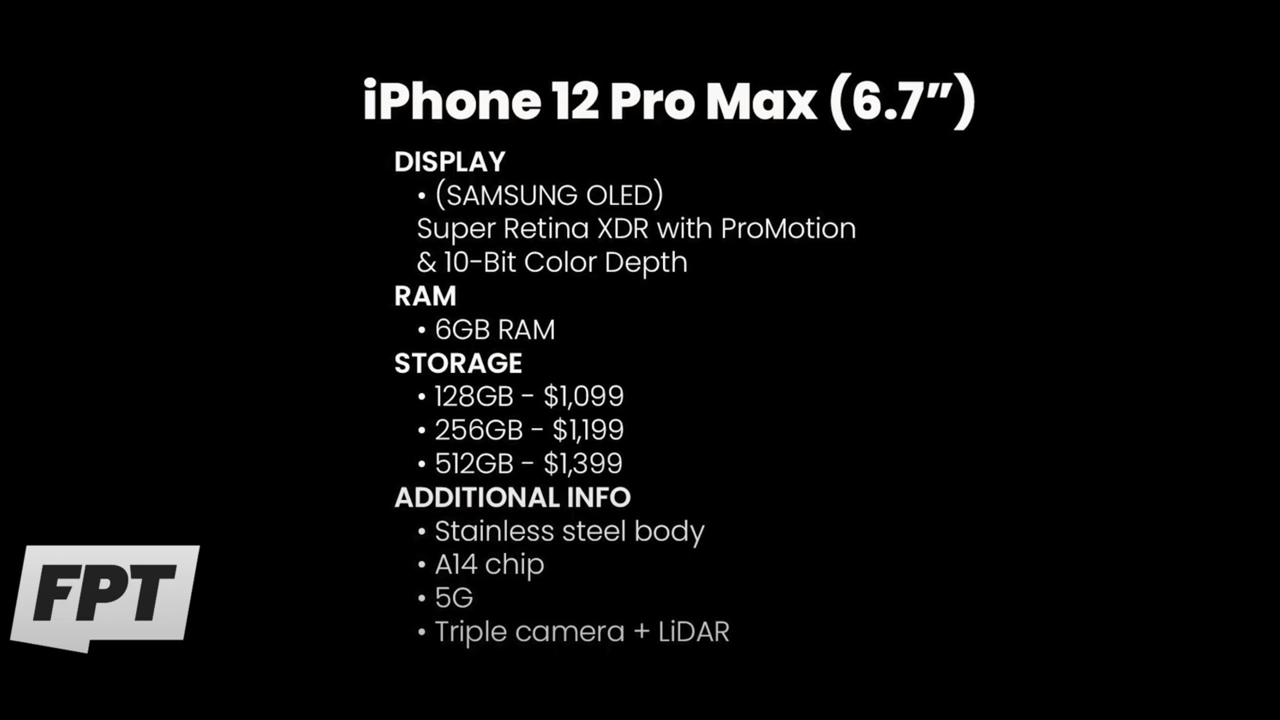 iPhone 12 Pro Max (6.7”)
DISPLAY
• (SAMSUNG OLED)
Super Retina XDR with ProMotion
& 10-Bit Color Depth
RAM
• 6GB RAM
STORAGE
• 128GB - $1,099
• 256GB - $1,199
• 512GB - $1,399
ADDITIONAL INFO
• Stainless steel body
• A14 chip
• 5G
• Triple camera + LiDAR
FPT